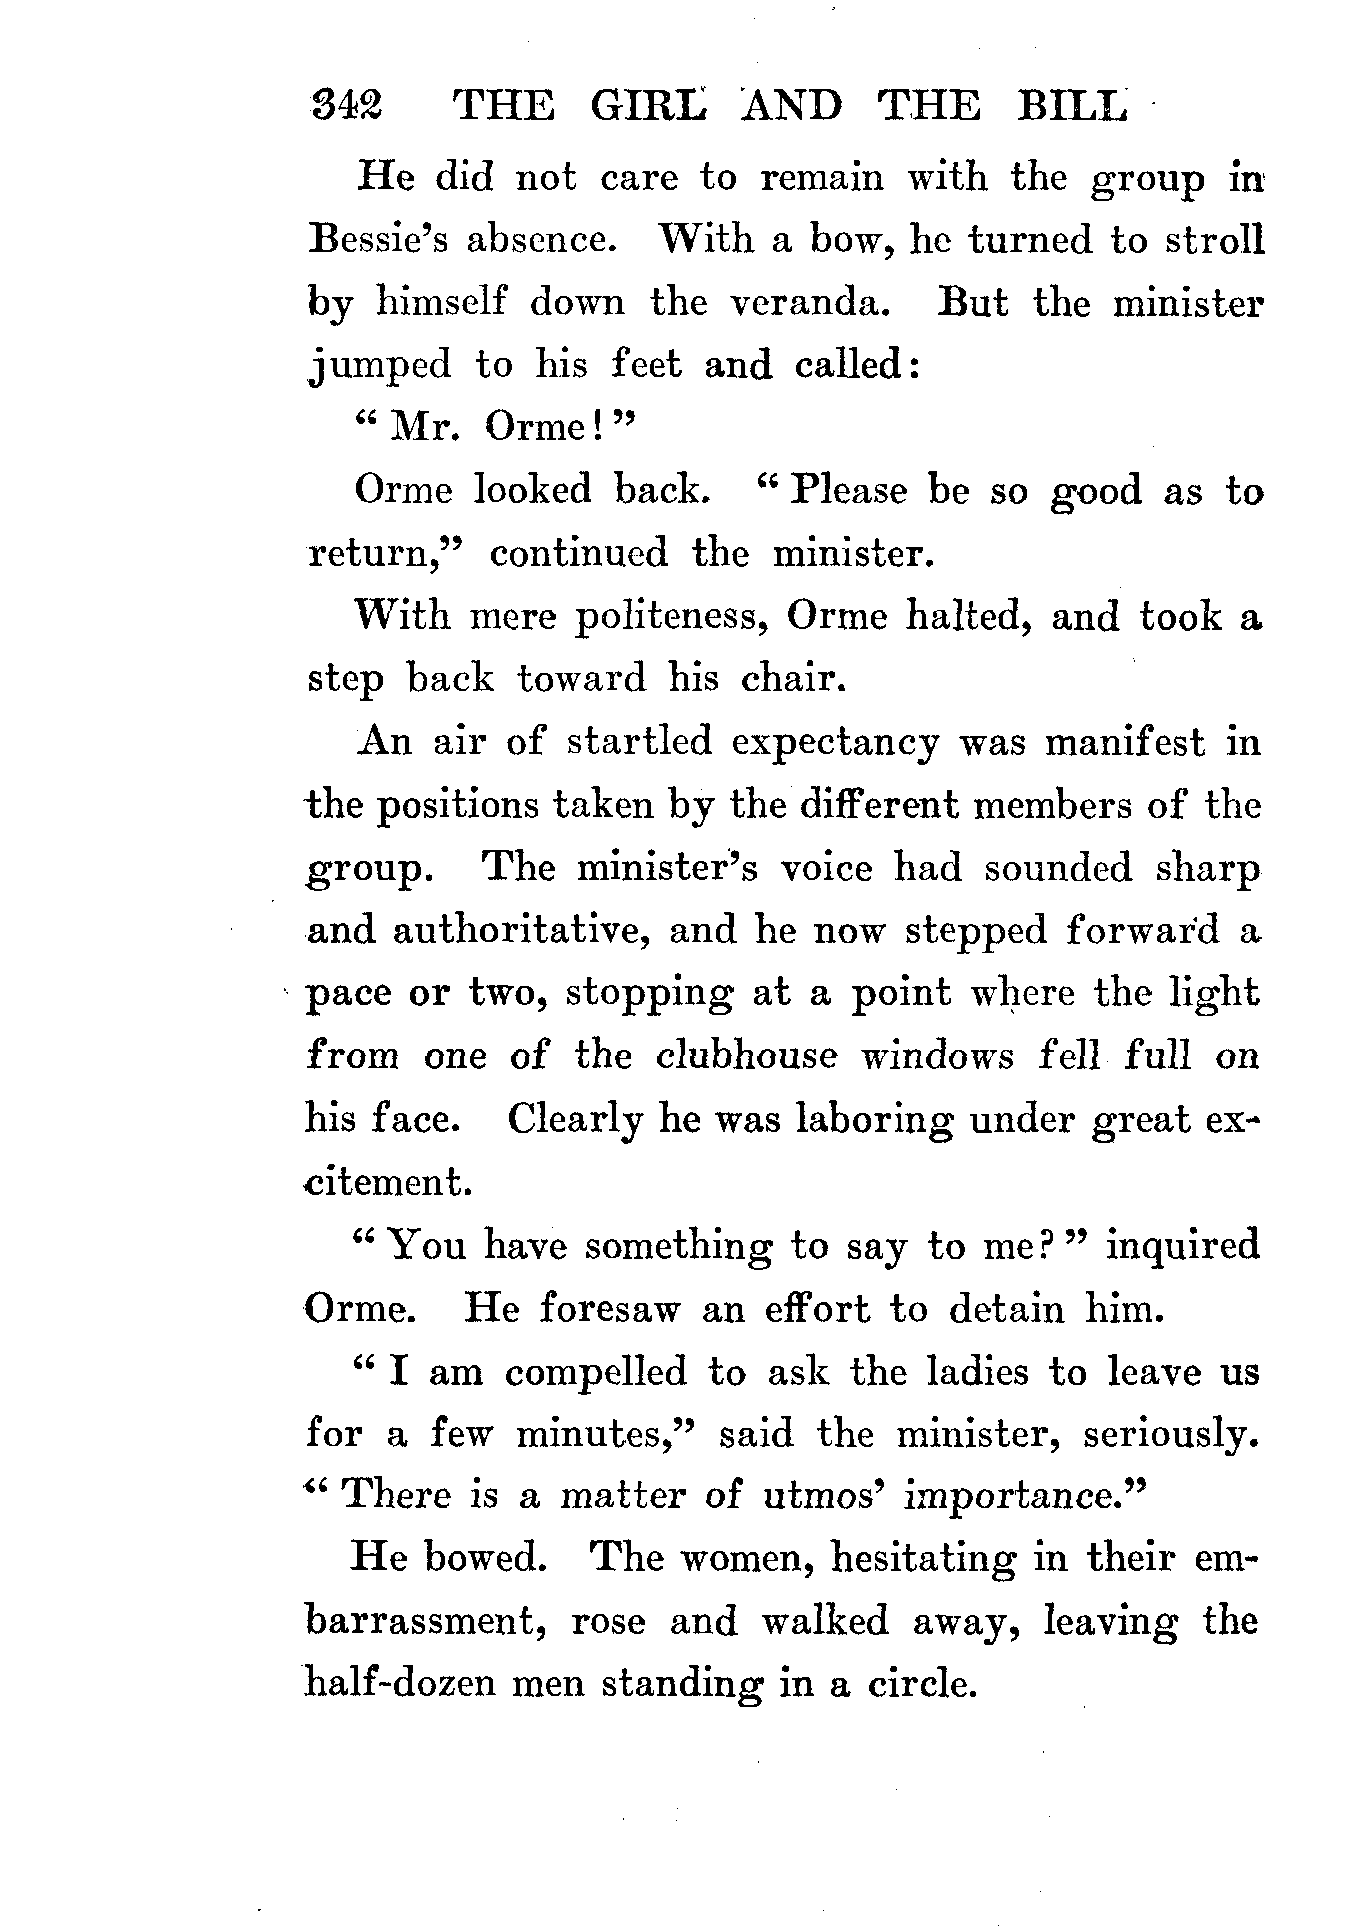 342 THE GIRL AND THE BILL
He did not care to remain with the group in
Bessie's absence. With a bow, he turned to stroll
by himself down the veranda. But the minister
jumped to his feet and called:
“ Mr. Orme! ”
Orme looked back. “ Please be so good as to
return,” continued the minister.
With mere politeness, Orme halted, and took a
step back toward his chair.
An air of startled expectancy was manifest in
the positions taken by the different members of the
group. The minister's voice had sounded sharp
and authoritative, and he now stepped forward a
pace or two, stopping at a point where the light
from one of the clubhouse windows fell full on
his face. Clearly he was laboring under great ex-
citement.
“ You have something to say to me? ” inquired
Orme. He foresaw an effort to detain him.
“ I am compelled to ask the ladies to leave us
for a few minutes,” said the minister, seriously.
“ There is a matter of utmos' importance.”
He bowed. The women, hesitating in their em-
barrassment, rose and walked away, leaving the
half-dozen men standing in a circle.